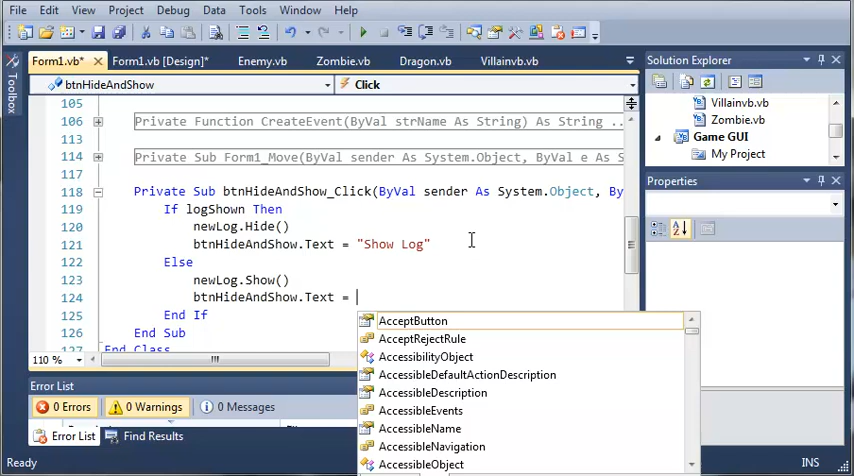 File Edit View Project Debug Data Tools Window Help
Form1.vb* Form1.vb [Design]* Enemy.vb Zombie.vb Dragon.vb Villainvb.vb
Toolbox
btnHideAndShow Click
105
106 Private Function CreateEvent(ByVal strName As String) As String ...
113
114 Private Sub Form1_Move(ByVal sender As System.Object, ByVal e As S
117
118 Private Sub btnHideAndShow_Click(ByVal sender As System.Object, By
119 If logShown Then
120 newLog.Hide()
121 btnHideAndShow.Text = "Show Log"
122 Else
123 newLog.Show()
124 btnHideAndShow.Text =
125 End If
126 End Sub
127 End Class
110 %
AcceptButton
AcceptRejectRule
AccessibilityObject
AccessibleDefaultActionDescription
AccessibleDescription
AccessibleEvents
AccessibleName
AccessibleNavigation
AccessibleObject
Solution Explorer
Villainvb.vb
Zombie.vb
Game GUI
My Project
Properties
Error List
0 Errors 0 Warnings 0 Messages
Error List Find Results
Ready INS